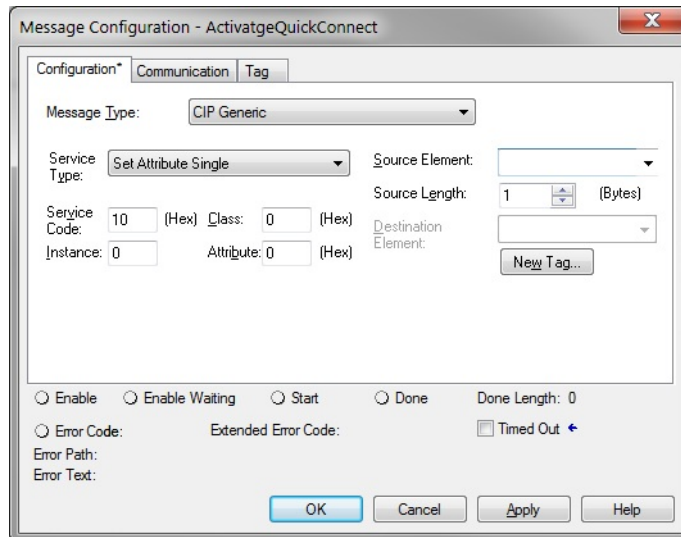 Message Configuration - ActivatgeQuickConnect
Configuration* Communication Tag
Message Type: CIP Generic
Service Type: Set Attribute Single
Service Code: 10 (Hex) Class: 0 (Hex)
Instance: 0 Attribute: 0 (Hex)
Source Element:
Source Length: 1 (Bytes)
Destination Element:
New Tag...
Enable Enable Waiting Start Done Done Length: 0
Error Code: Extended Error Code: Timed Out
Error Path:
Error Text:
OK Cancel Apply Help